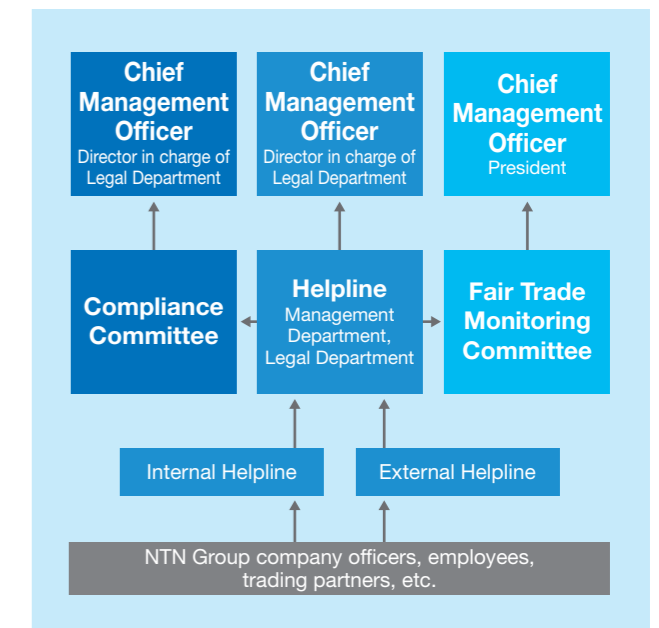 Chief
Management
Officer
Director in charge of
Legal Department
Chief
Management
Officer
Director in charge of
Legal Department
Chief
Management
Officer
President
Compliance
Committee
Helpline
Management
Department,
Legal Department
Fair Trade
Monitoring
Committee
Internal Helpline
External Helpline
NTN Group company officers, employees,
trading partners, etc.